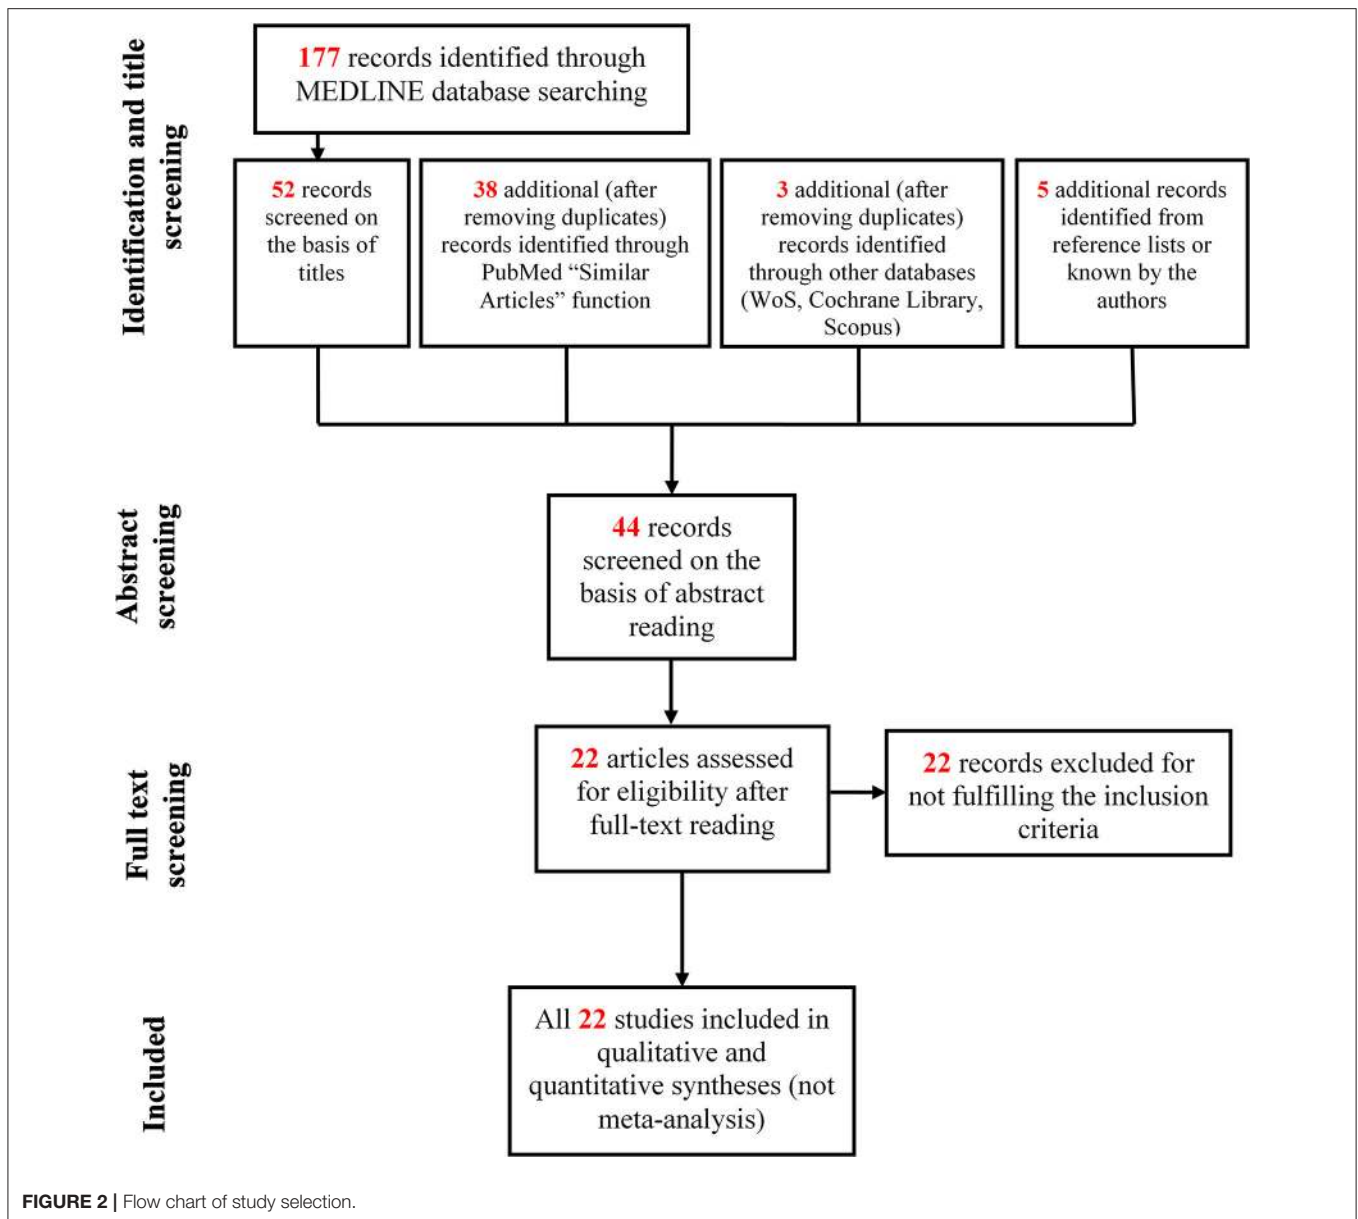 Identification and title
screening
177 records identified through
MEDLINE database searching
52 records
screened on
the basis of
titles
38 additional (after
removing duplicates)
records identified through
PubMed “Similar
Articles” function
3 additional (after
removing duplicates)
records identified
through other databases
(WoS, Cochrane Library,
Scopus)
5 additional records
identified from
reference lists or
known by the
authors
Abstract
screening
44 records
screened on the
basis of abstract
reading
Full text
screening
22 articles assessed
for eligibility after
full-text reading
22 records excluded for
not fulfilling the inclusion
criteria
Included
All 22 studies included in
qualitative and
quantitative syntheses (not
meta-analysis)
FIGURE 2 | Flow chart of study selection.